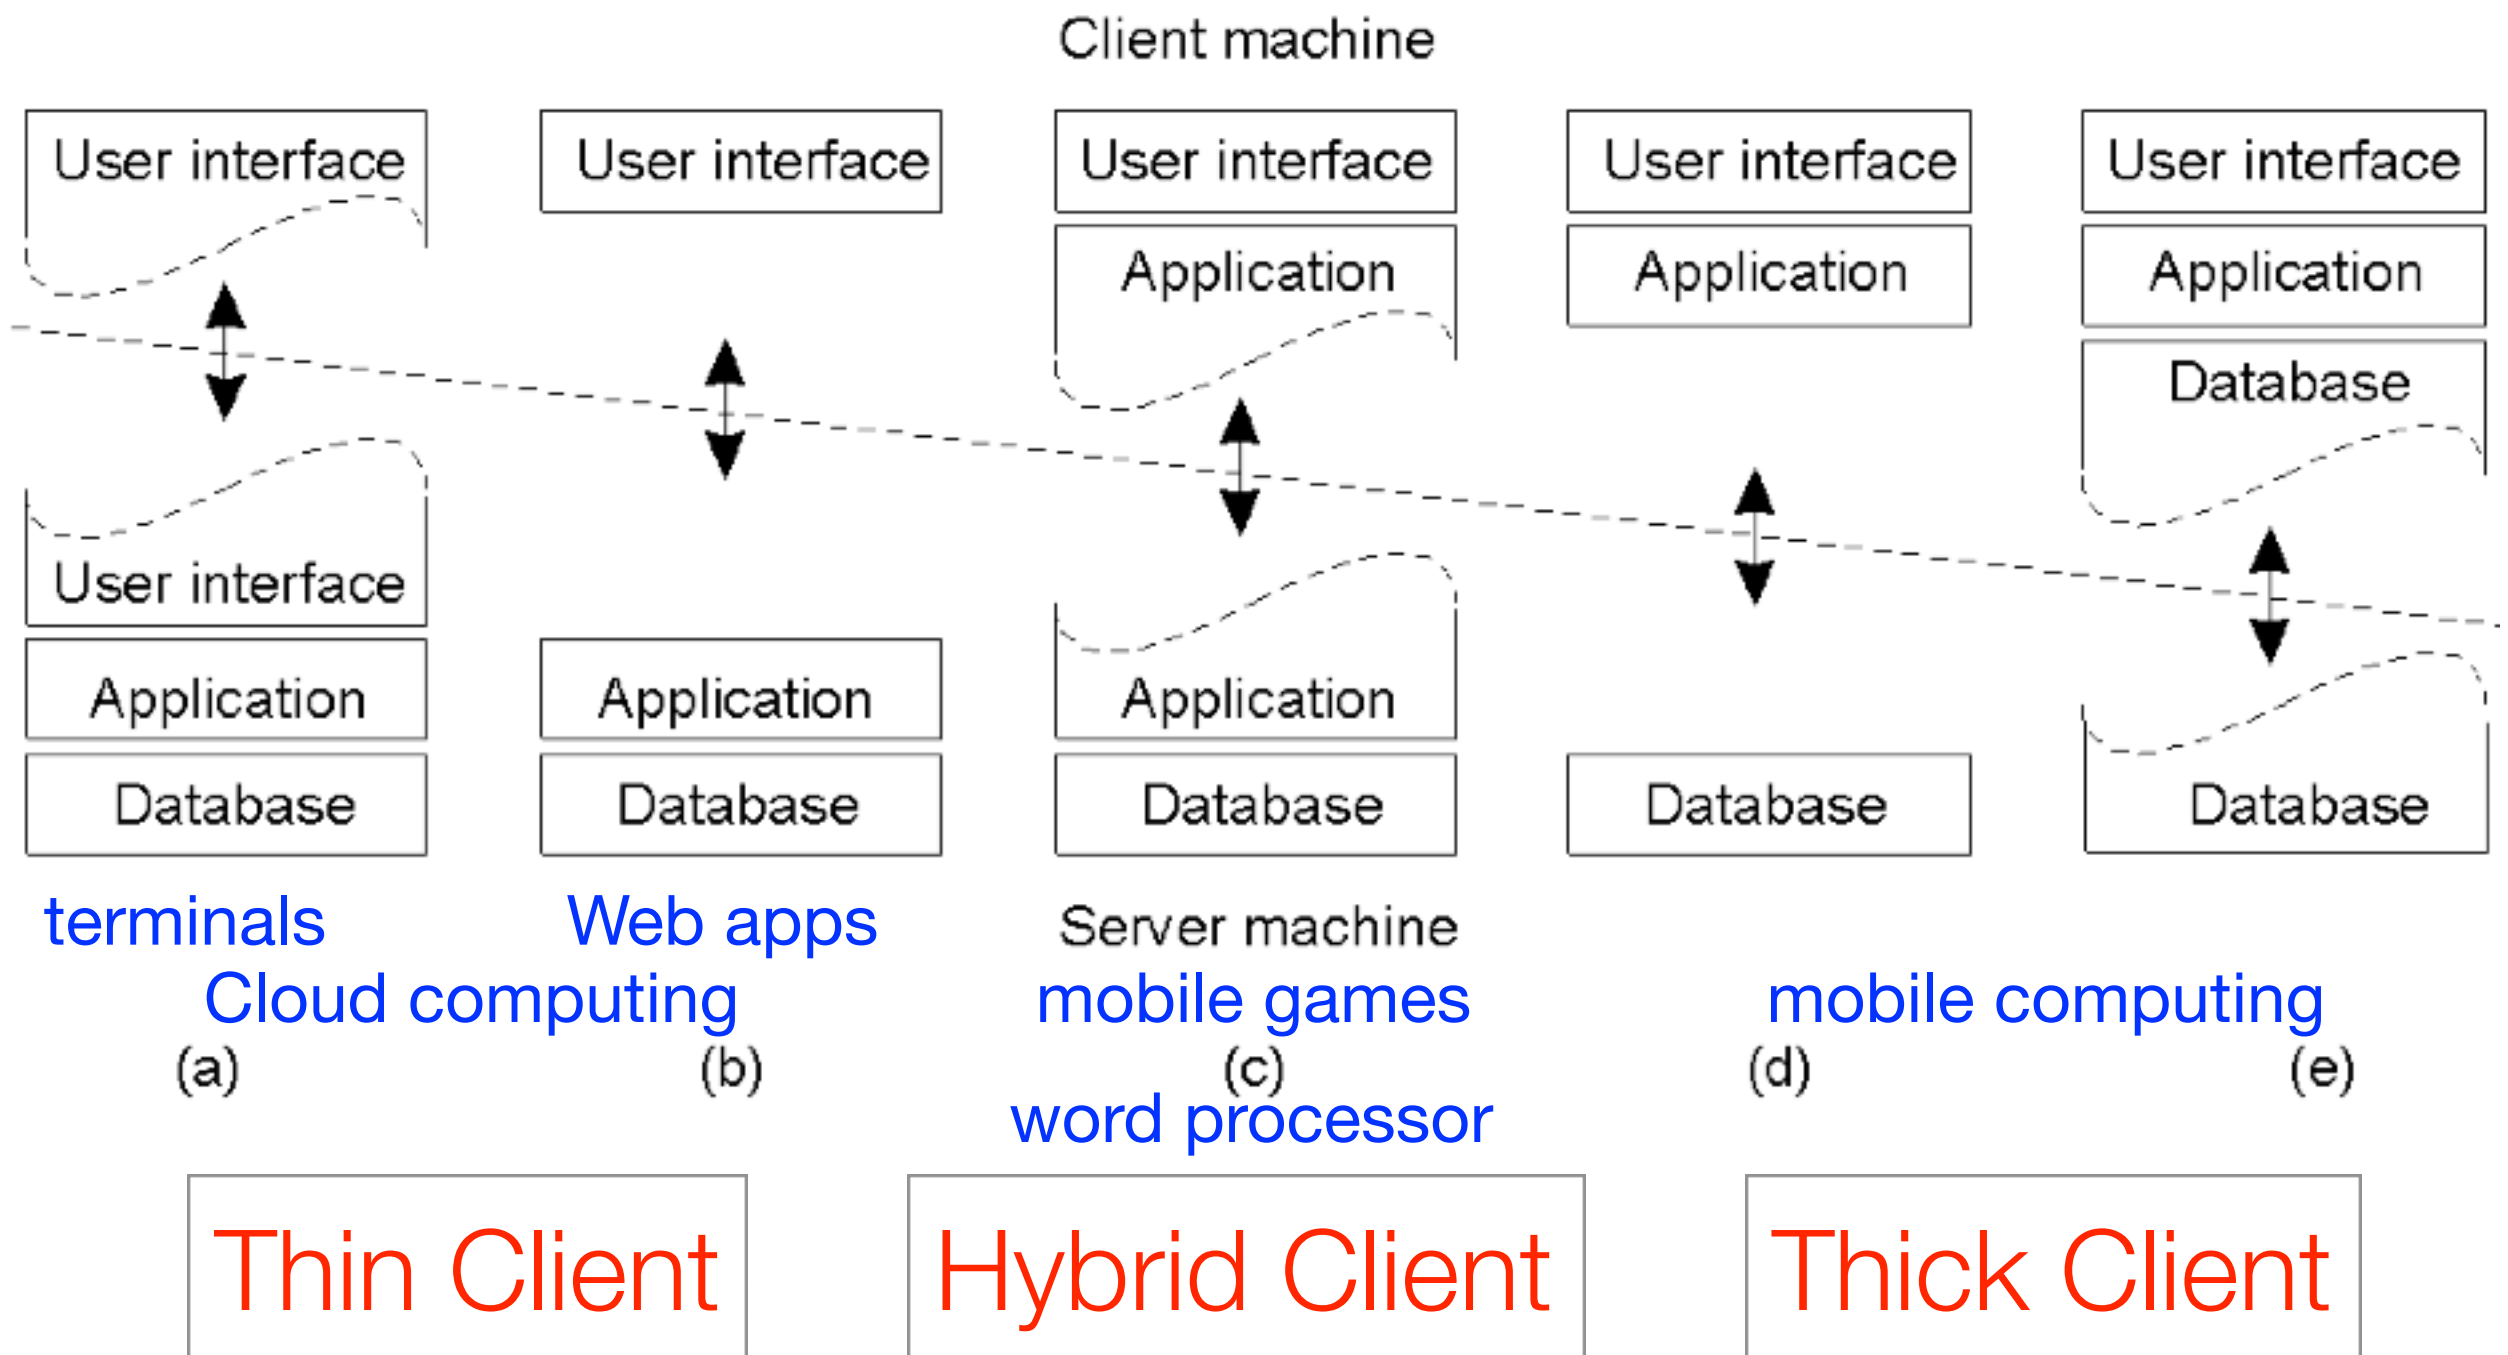 Client machine
User interface User interface User interface User interface User interface
Application Application Application
Database
User interface
Application Application Application
Database Database Database Database Database
terminals Web apps Server machine
Cloud computing mobile games mobile computing
(a) (b) (c) (d) (e)
word processor
Thin Client Hybrid Client Thick Client